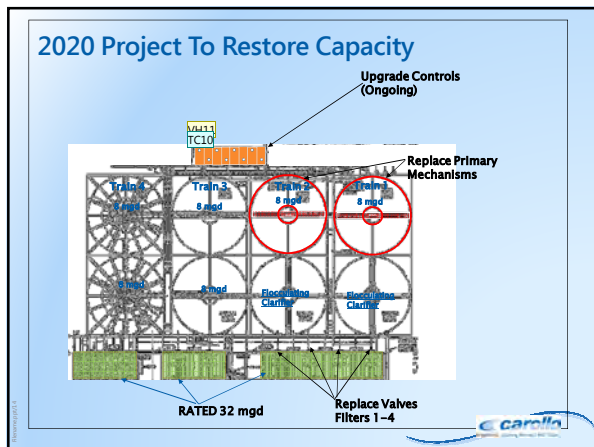 2020 Project To Restore Capacity
Upgrade Controls
(Ongoing)
VH11
TC10
Replace Primary
Mechanisms
Train 4
Train 3
Train 2
Train 1
8 mgd
8 mgd
8 mgd
8 mgd
8 mgd
8 mgd
Flocculating
Clarifier
Flocculating
Clarifier
RATED 32 mgd
Replace Valves
Filters 1-4
carollo